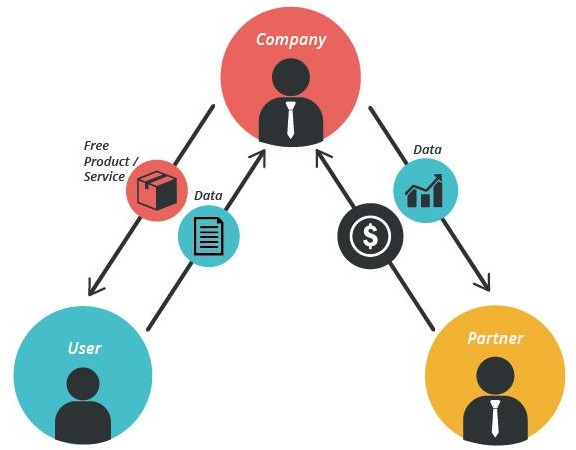 Company
Free
Product /
Service
Data
Data
$
User
Partner